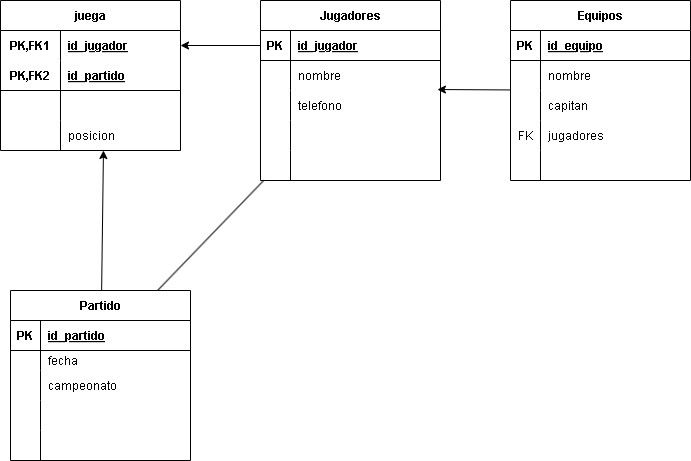 juega
PK,FK1 id_jugador
PK,FK2 id_partido
posicion
Jugadores
PK id_jugador
nombre
telefono
Equipos
PK id_equipo
nombre
capitan
FK jugadores
Partido
PK id_partido
fecha
campeonato